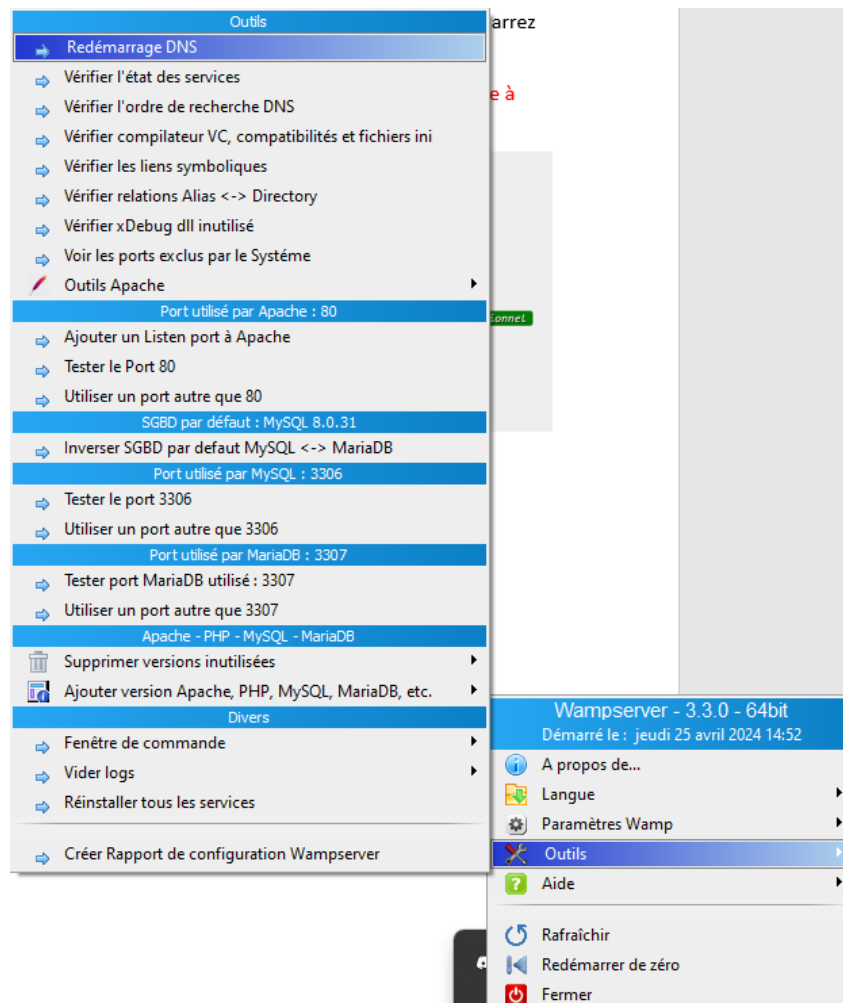 Outils
Redémarrage DNS
Vérifier l'état des services
Vérifier l'ordre de recherche DNS
Vérifier compilateur VC, compatibilités et fichiers ini
Vérifier les liens symboliques
Vérifier relations Alias <-> Directory
Vérifier xDebug dll inutilisé
Voir les ports exclus par le Systéme
Outils Apache
Port utilisé par Apache : 80
Ajouter un Listen port à Apache
Tester le Port 80
Utiliser un port autre que 80
SGBD par défaut : MySQL 8.0.31
Inverser SGBD par defaut MySQL <-> MariaDB
Port utilisé par MySQL : 3306
Tester le port 3306
Utiliser un port autre que 3306
Port utilisé par MariaDB : 3307
Tester port MariaDB utilisé : 3307
Utiliser un port autre que 3307
Apache - PHP - MySQL - MariaDB
Supprimer versions inutilisées
Ajouter version Apache, PHP, MySQL, MariaDB, etc.
Divers
Fenêtre de commande
Vider logs
Réinstaller tous les services
Créer Rapport de configuration Wampserver
arrez
e à
ionnel
Wampserver - 3.3.0 - 64bit
Démarré le : jeudi 25 avril 2024 14:52
A propos de...
Langue
Paramètres Wamp
Outils
Aide
Rafraîchir
Redémarrer de zéro
Fermer